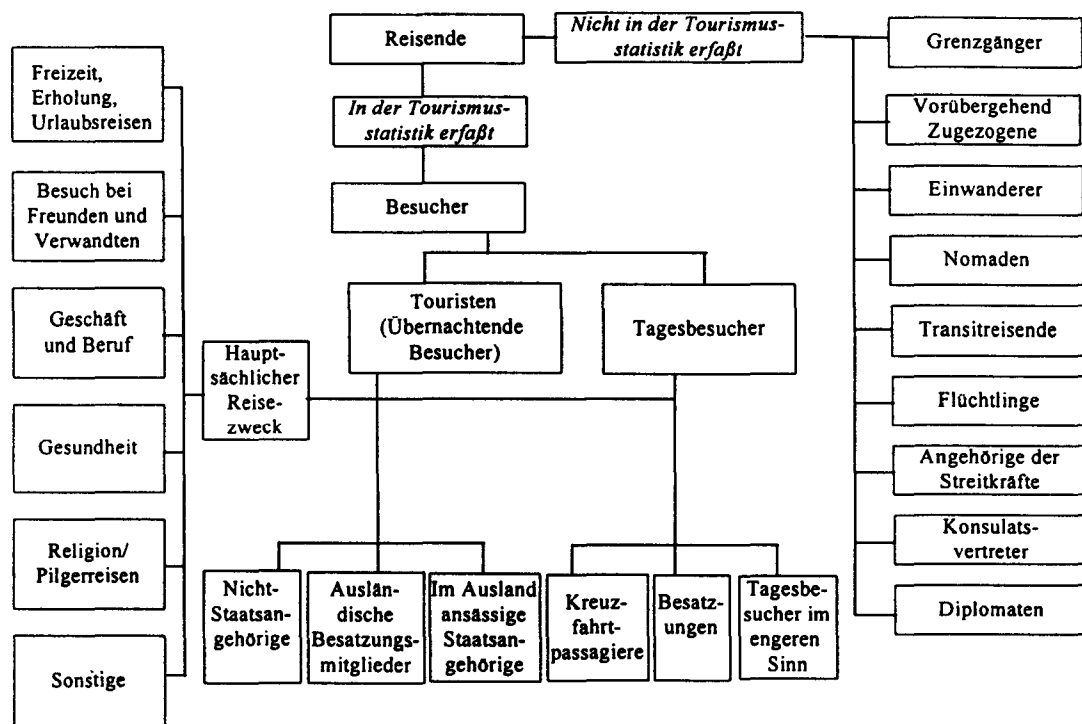 Reisende
Nicht in der Tourismus-
statistik erfaßt
In der Tourismus-
statistik erfaßt
Besucher
Touristen
(Übernachtende
Besucher)
Tagesbesucher
Haupt-
sächlicher
Reise-
zweck
Freizeit,
Erholung,
Urlaubsreisen
Besuch bei
Freunden und
Verwandten
Geschäft
und Beruf
Gesundheit
Religion/
Pilgerreisen
Sonstige
Nicht-
Staatsan-
gehörige
Auslän-
dische
Besatzungs-
mitglieder
Im Ausland
ansässige
Staatsan-
gehörige
Kreuz-
fahrt-
passagiere
Besatz-
ungen
Tagesbe-
sucher im
engeren
Sinn
Grenzgänger
Vorübergehend
Zugezogene
Einwanderer
Nomaden
Transitreisende
Flüchtlinge
Angehörige der
Streitkräfte
Konsulats-
vertreter
Diplomaten